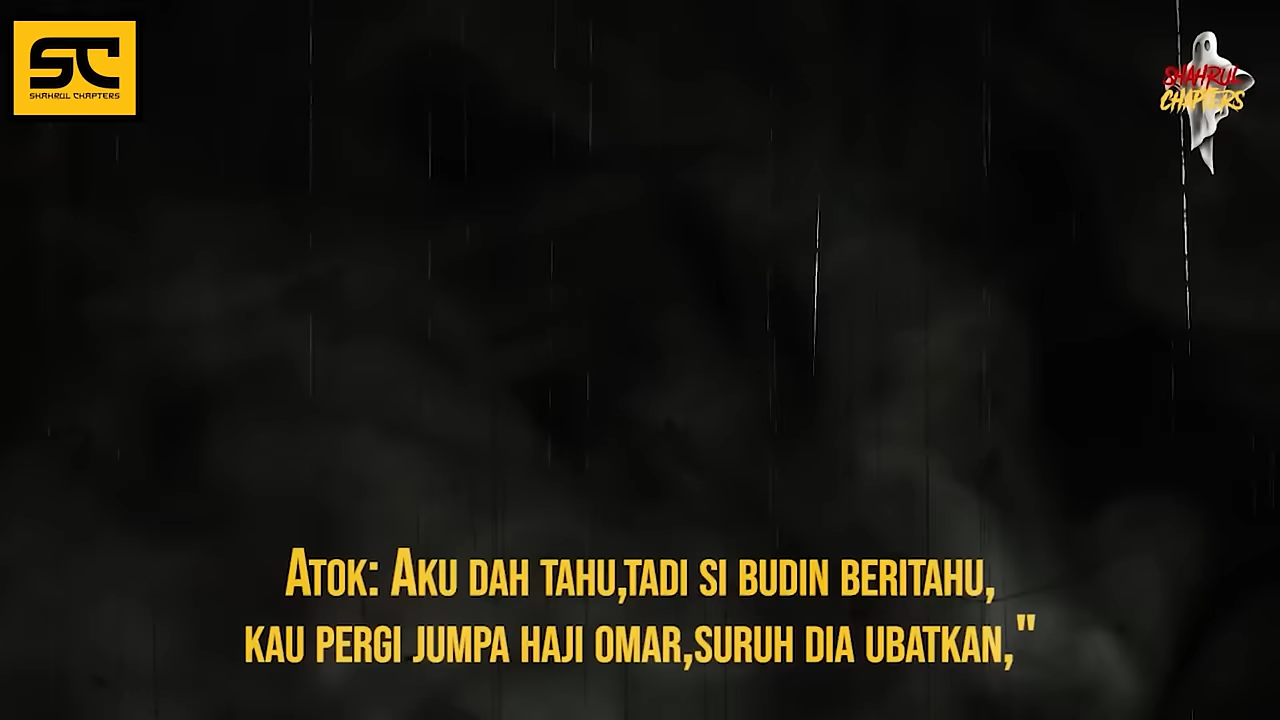 SC
SHAHRUL CHAPTERS
SHAHRUL
CHAPTERS
ATOK: AKU DAH TAHU,TADI SI BUDIN BERITAHU,
KAU PERGI JUMPA HAJI OMAR,SURUH DIA UBATKAN,"